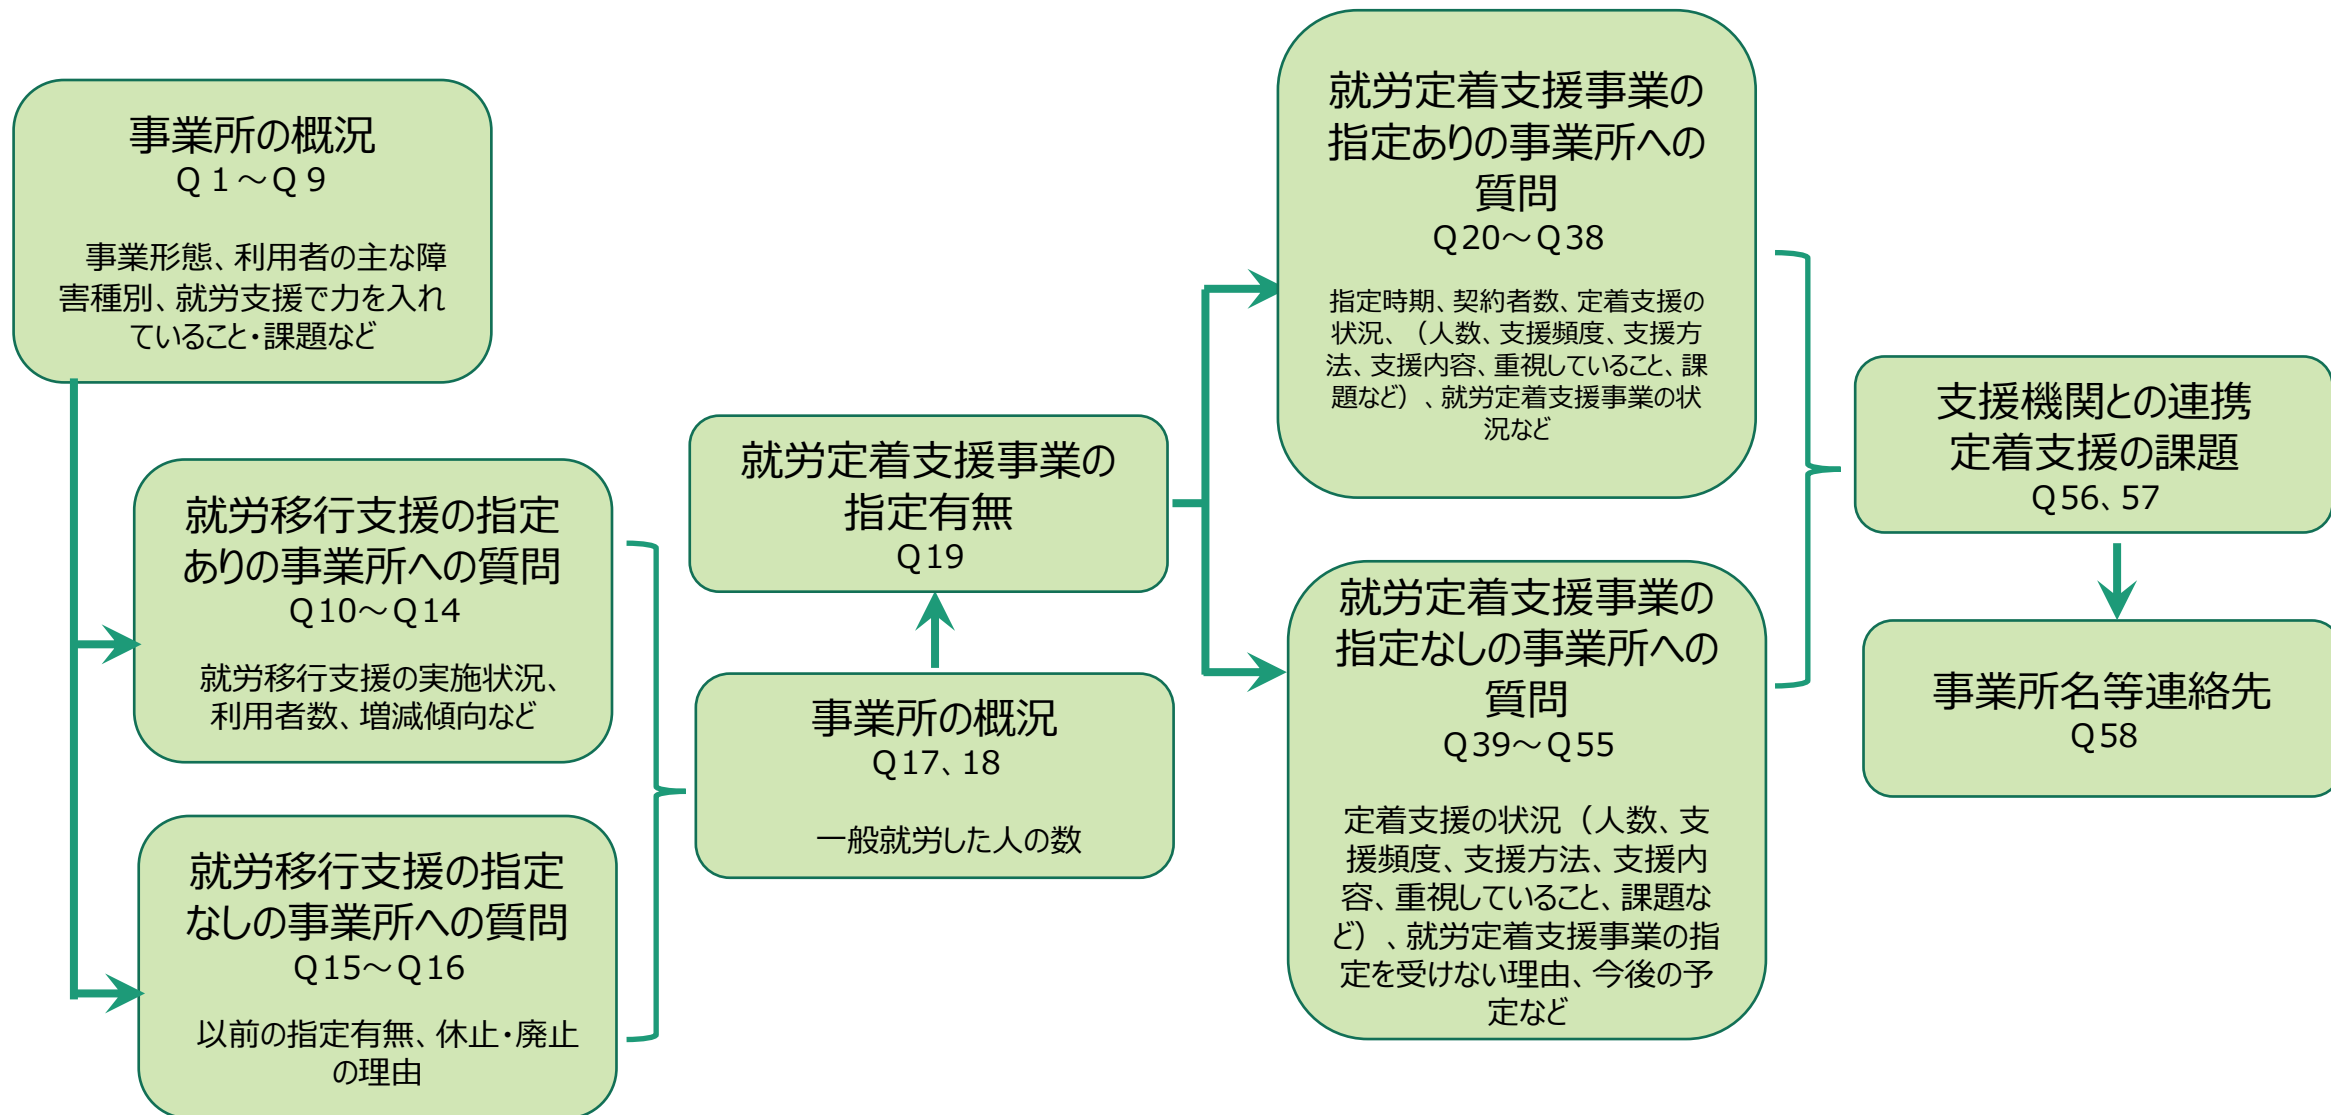 事業所の概況
Q 1～Q 9
事業形態、利用者の主な障
害種別、就労支援で力を入れ
ていること・課題など
就労移行支援の指定
ありの事業所への質問
Q10～Q14
就労移行支援の実施状況、
利用者数、増減傾向など
就労移行支援の指定
なしの事業所への質問
Q15～Q16
以前の指定有無、休止・廃止
の理由
事業所の概況
Q17、18
一般就労した人の数
就労定着支援事業の
指定有無
Q19
就労定着支援事業の
指定ありの事業所への
質問
Q20～Q38
指定時期、契約者数、定着支援の
状況、（人数、支援頻度、支援方
法、支援内容、重視していること、課
題など）、就労定着支援事業の状
況など
就労定着支援事業の
指定なしの事業所への
質問
Q39～Q55
定着支援の状況（人数、支
援頻度、支援方法、支援内
容、重視していること、課題な
ど）、就労定着支援事業の指
定を受けない理由、今後の予
定など
支援機関との連携
定着支援の課題
Q56、57
事業所名等連絡先
Q58